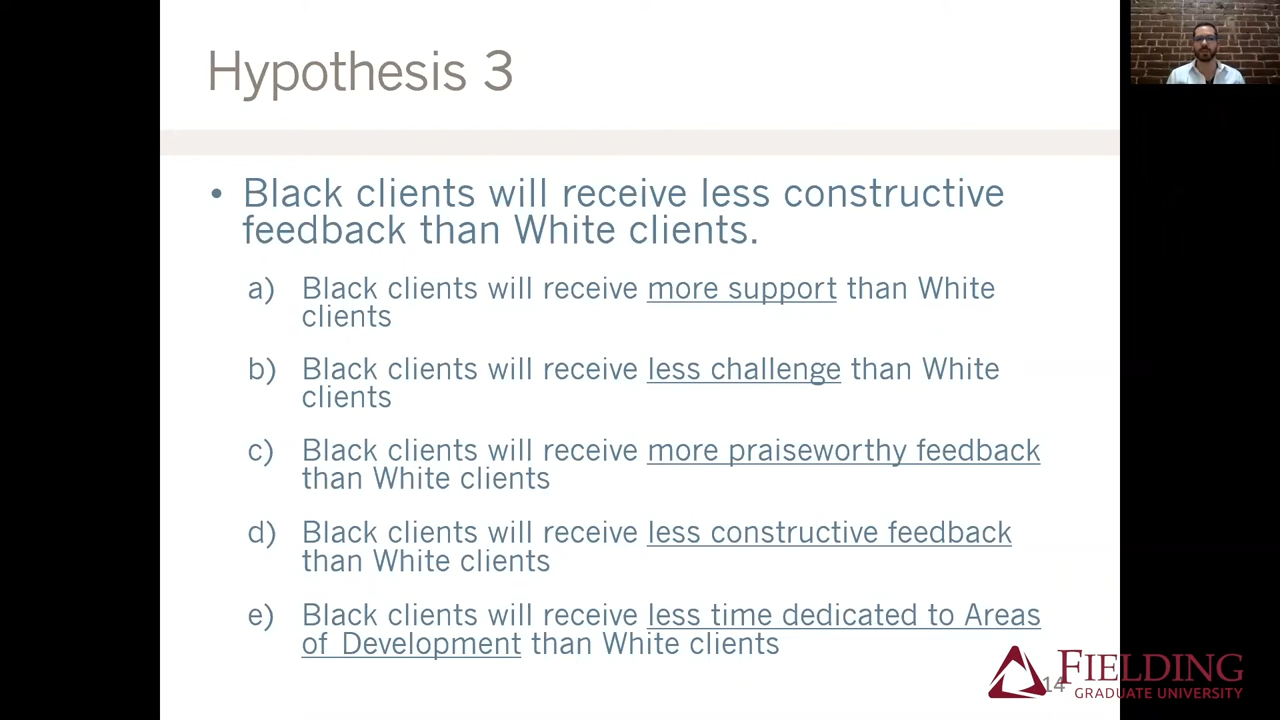 Hypothesis 3
• Black clients will receive less constructive
feedback than White clients.
a) Black clients will receive more support than White
clients
b) Black clients will receive less challenge than White
clients
c) Black clients will receive more praiseworthy feedback
than White clients
d) Black clients will receive less constructive feedback
than White clients
e) Black clients will receive less time dedicated to Areas
of Development than White clients
14
FIELDING
GRADUATE UNIVERSITY